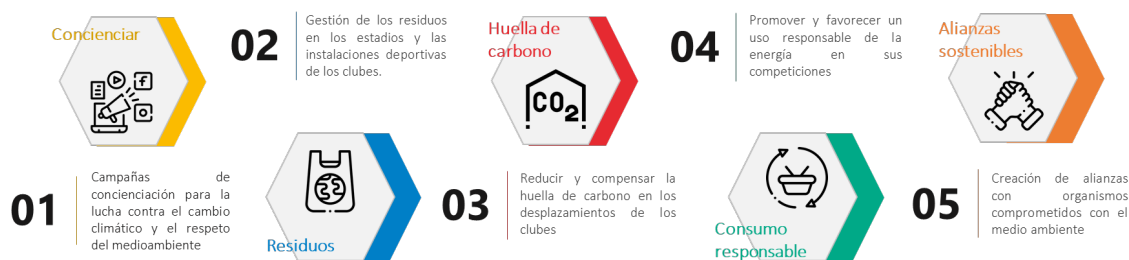 Concienciar
01
Campañas de
concienciación para la
lucha contra el cambio
climático y el respeto
del medioambiente
02
Gestión de los residuos
en los estadios y las
instalaciones deportivas
de los clubes.
Residuos
Huella de
carbono
CO2
03
Reducir y compensar la
huella de carbono en los
desplazamientos de los
clubes
04
Promover y favorecer un
uso responsable de la
energía en sus
competiciones
Consumo
responsable
Alianzas
sostenibles
05
Creación de alianzas
con organismos
comprometidos con el
medio ambiente